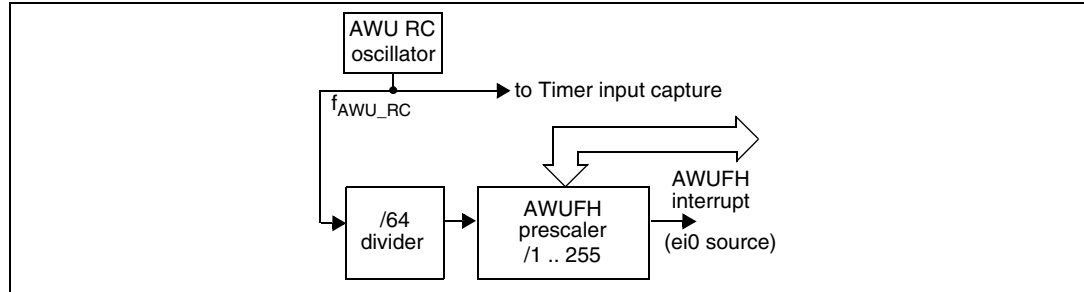 AWU RC
oscillator
to Timer input capture
fAWU_RC
/64
divider
AWUFH
prescaler
/1 .. 255
AWUFH
interrupt
(ei0 source)